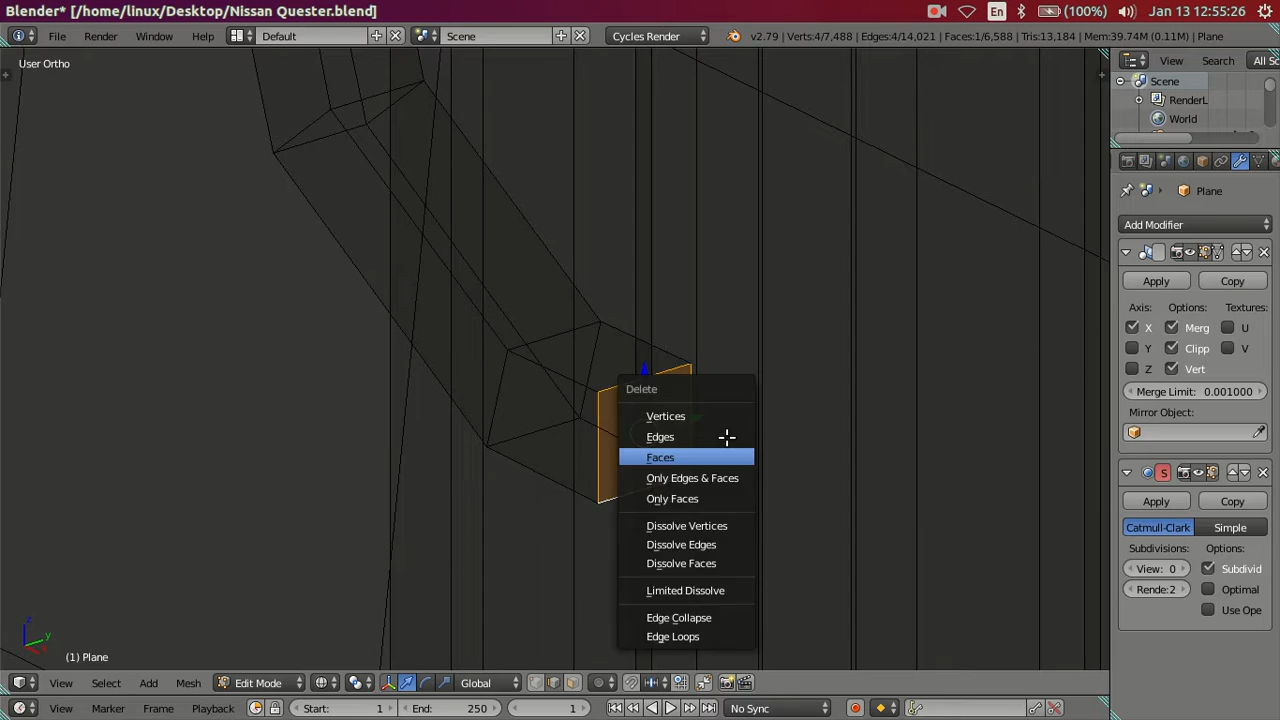 Blender* [/home/linux/Desktop/Nissan Quester.blend]
En
(100%)
Jan 13 12:55:26
File
Render
Window
Help
Default
Scene
Cycles Render
v2.79 | Verts:4/7,488 | Edges:4/14,021 | Faces:1/6,588 | Tris:13,184 | Mem:39.74M (0.11M) | Plane
User Ortho
View
Search
All Sc
Scene
RenderL
World
Plane
Add Modifier
Apply
Copy
Axis:
Options:
Textures:
X
Merg
U
Y
Clipp
V
Z
Vert
Merge Limit: 0.001000
Mirror Object:
S
Apply
Copy
Catmull-Clark
Simple
Subdivisions:
Options:
View: 0
Subdivid
Rende:2
Optimal
Use Ope
Delete
Vertices
Edges
Faces
Only Edges & Faces
Only Faces
Dissolve Vertices
Dissolve Edges
Dissolve Faces
Limited Dissolve
Edge Collapse
Edge Loops
z
y
x
(1) Plane
View
Select
Add
Mesh
Edit Mode
Global
View
Marker
Frame
Playback
Start: 1
End: 250
1
No Sync